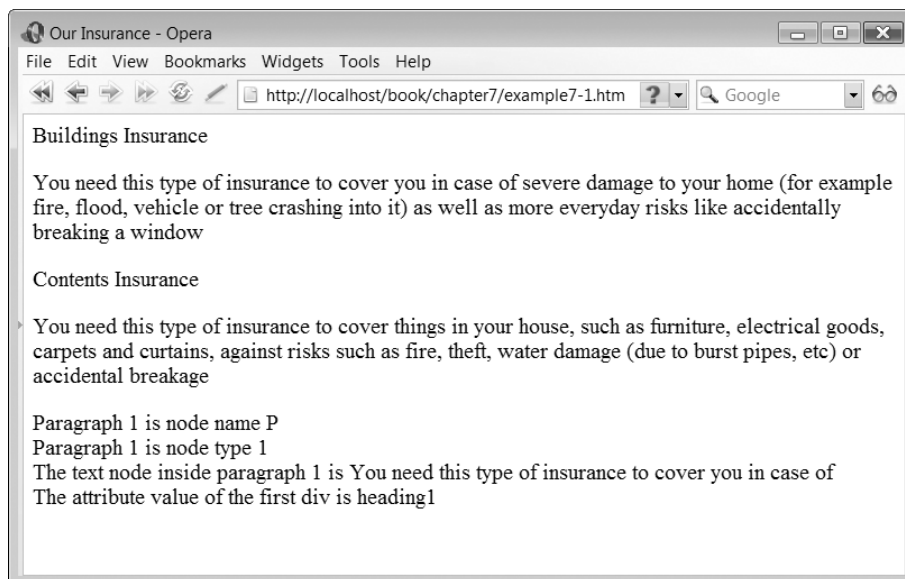 Our Insurance - Opera
File Edit View Bookmarks Widgets Tools Help
http://localhost/book/chapter7/example7-1.htm ? Google
Buildings Insurance
You need this type of insurance to cover you in case of severe damage to your home (for example
fire, flood, vehicle or tree crashing into it) as well as more everyday risks like accidentally
breaking a window
Contents Insurance
You need this type of insurance to cover things in your house, such as furniture, electrical goods,
carpets and curtains, against risks such as fire, theft, water damage (due to burst pipes, etc) or
accidental breakage
Paragraph 1 is node name P
Paragraph 1 is node type 1
The text node inside paragraph 1 is You need this type of insurance to cover you in case of
The attribute value of the first div is heading1